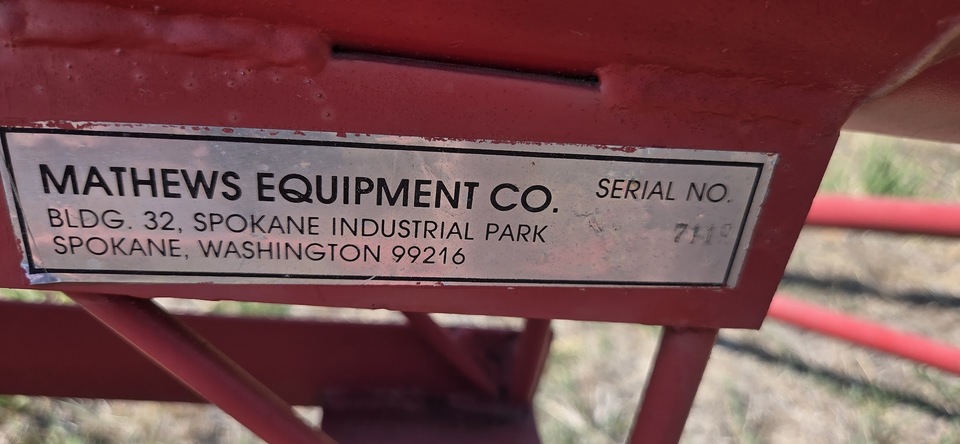 MATHEWS EQUIPMENT CO.
BLDG. 32, SPOKANE INDUSTRIAL PARK
SPOKANE, WASHINGTON 99216
SERIAL NO.